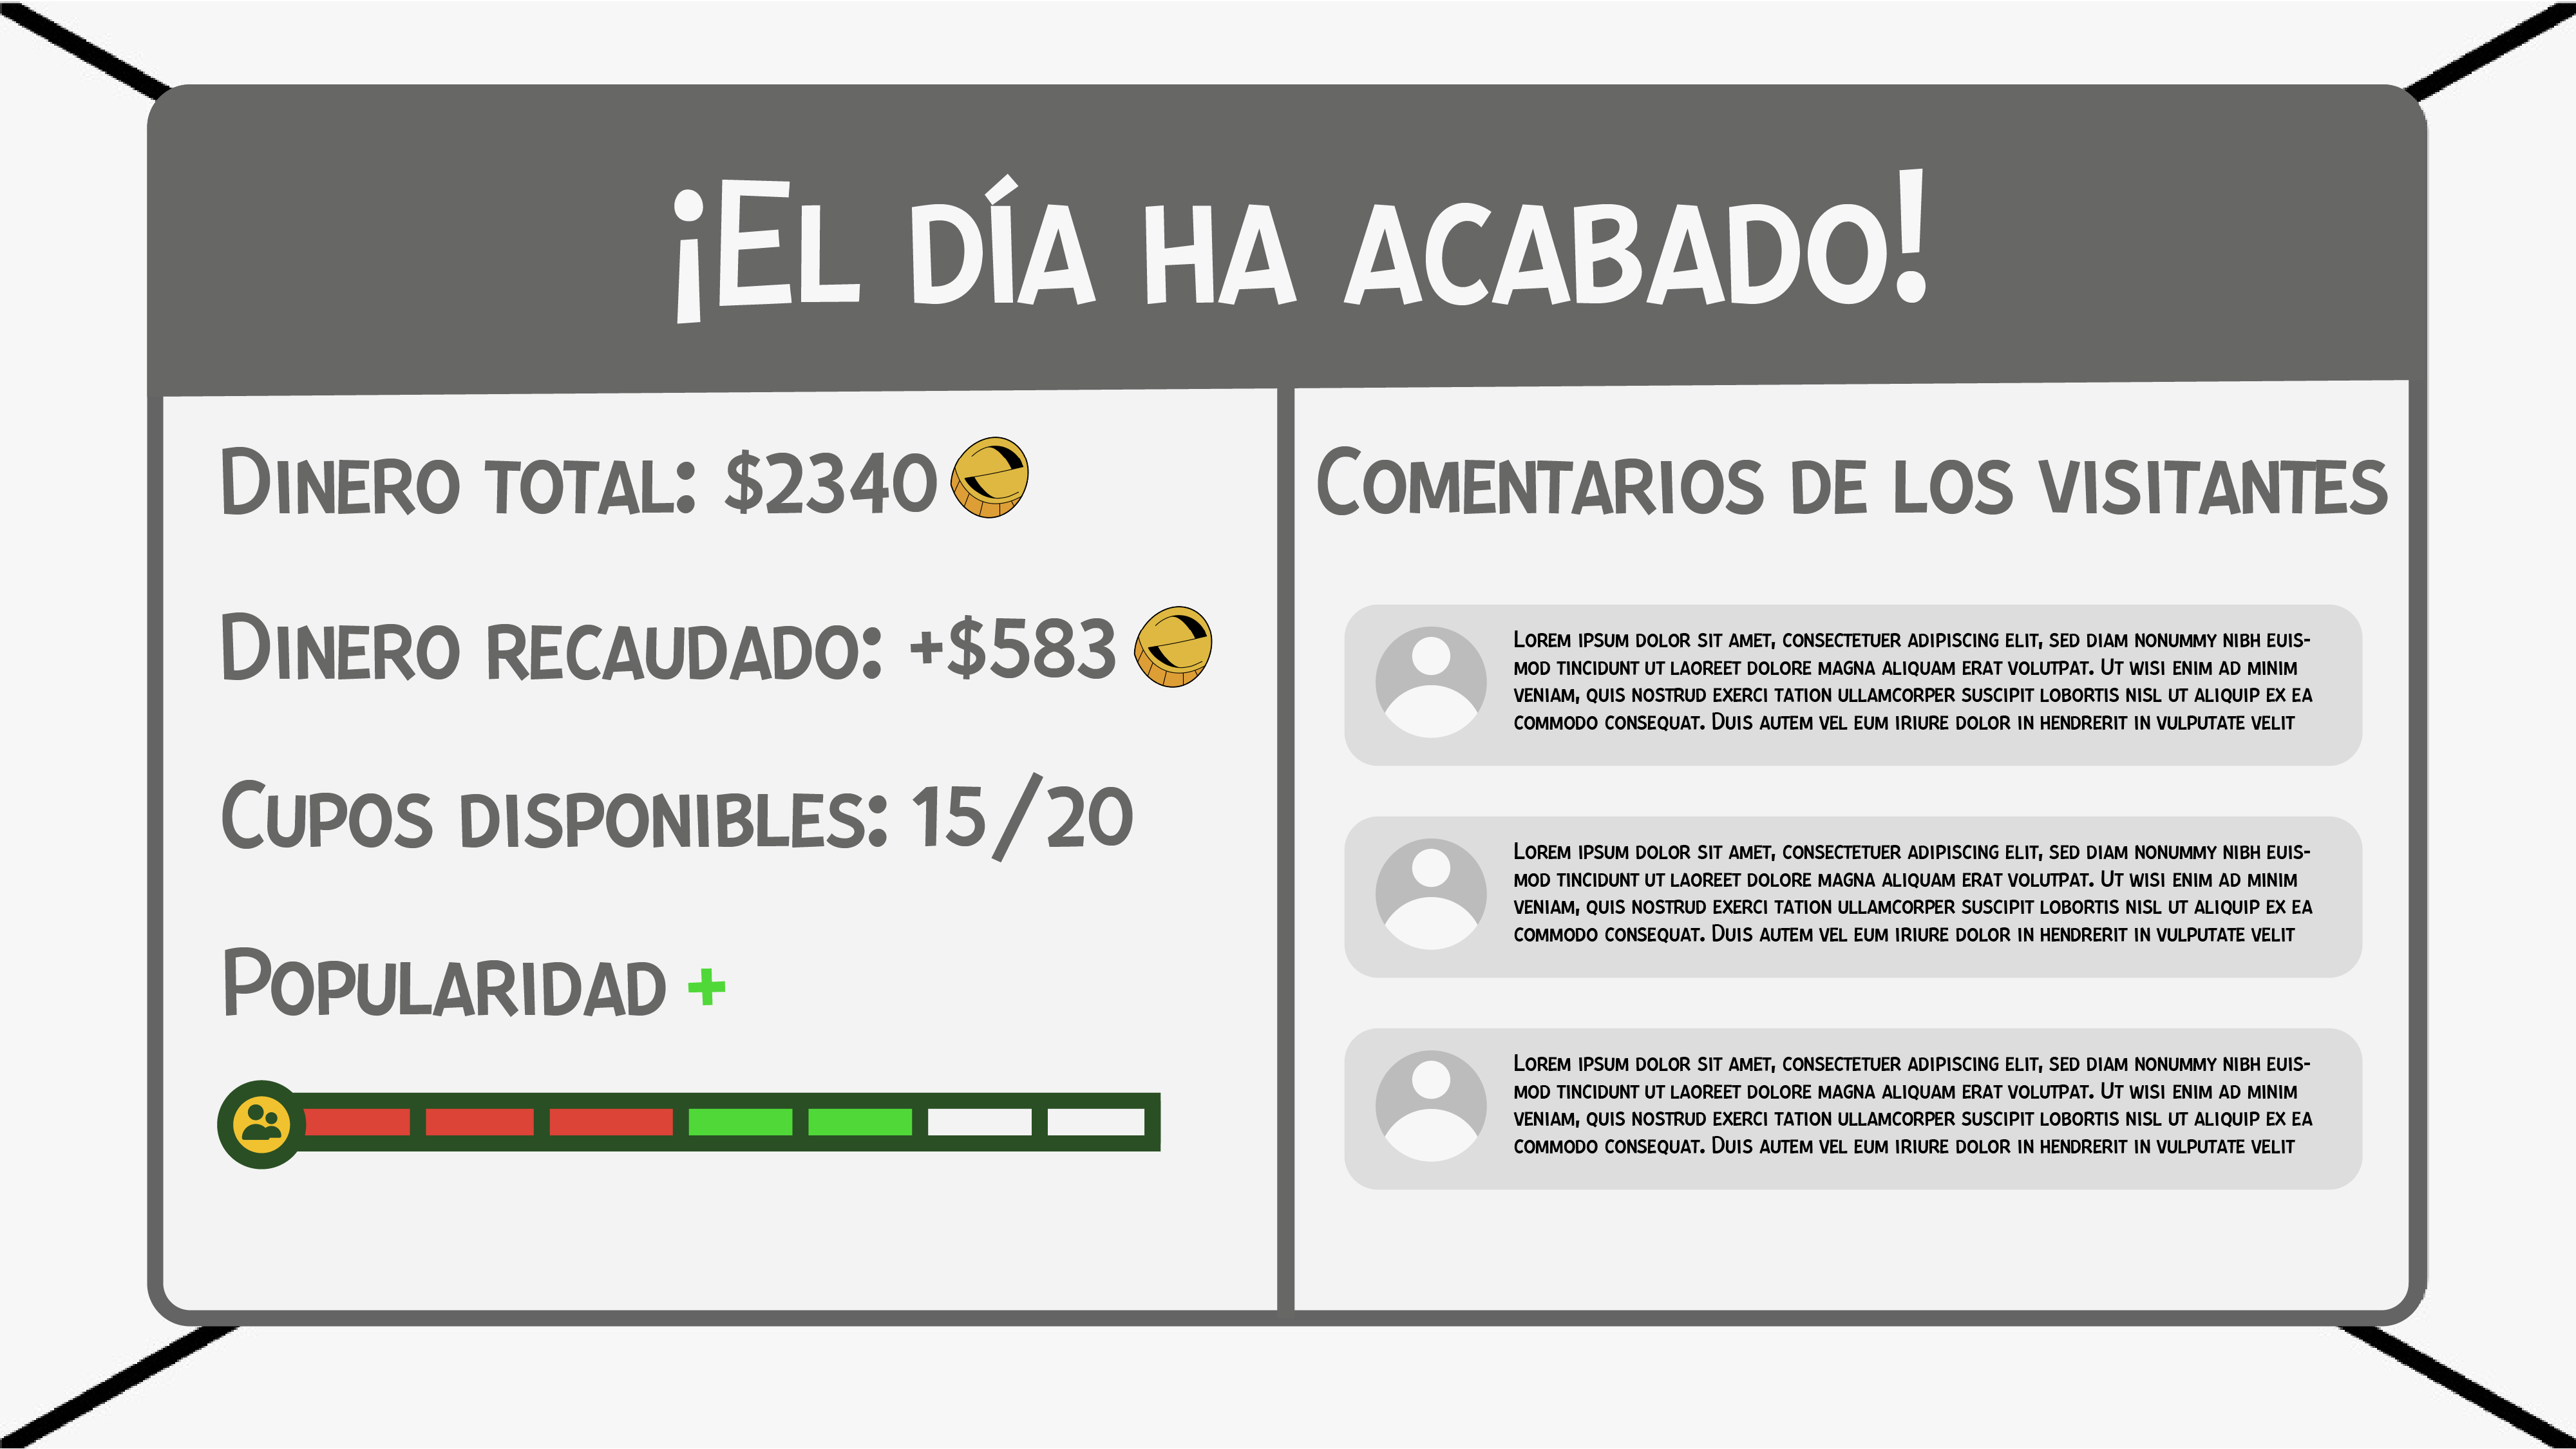 ¡El día ha acabado!
Dinero total: $2340
Dinero recaudado: +$583
Cupos disponibles: 15/20
Popularidad +
Comentarios de los visitantes
Lorem ipsum dolor sit amet, consectetuer adipiscing elit, sed diam nonummy nibh euis-
mod tincidunt ut laoreet dolore magna aliquam erat volutpat. Ut wisi enim ad minim
veniam, quis nostrud exerci tation ullamcorper suscipit lobortis nisl ut aliquip ex ea
commodo consequat. Duis autem vel eum iriure dolor in hendrerit in vulputate velit
Lorem ipsum dolor sit amet, consectetuer adipiscing elit, sed diam nonummy nibh euis-
mod tincidunt ut laoreet dolore magna aliquam erat volutpat. Ut wisi enim ad minim
veniam, quis nostrud exerci tation ullamcorper suscipit lobortis nisl ut aliquip ex ea
commodo consequat. Duis autem vel eum iriure dolor in hendrerit in vulputate velit
Lorem ipsum dolor sit amet, consectetuer adipiscing elit, sed diam nonummy nibh euis-
mod tincidunt ut laoreet dolore magna aliquam erat volutpat. Ut wisi enim ad minim
veniam, quis nostrud exerci tation ullamcorper suscipit lobortis nisl ut aliquip ex ea
commodo consequat. Duis autem vel eum iriure dolor in hendrerit in vulputate velit